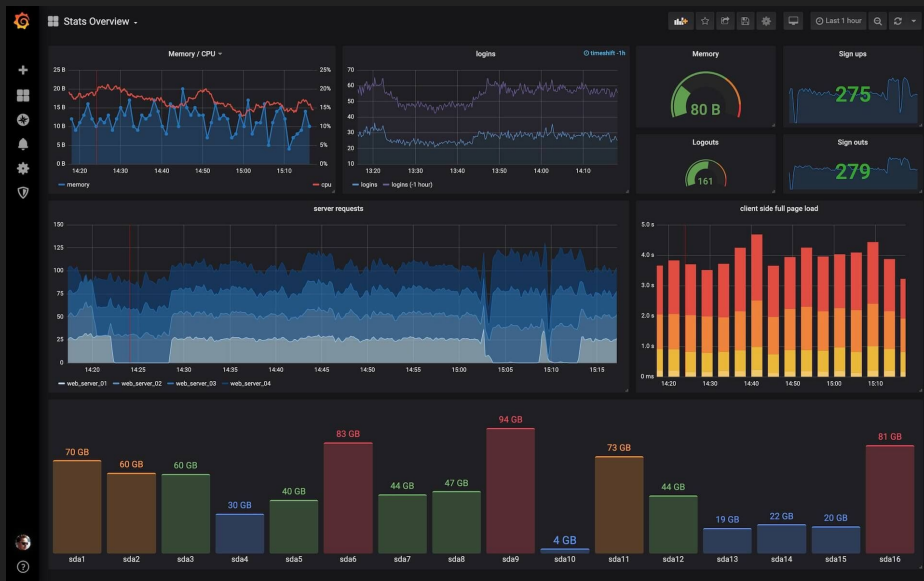 Stats Overview
Last 1 hour
Memory / CPU
25 B
20 B
15 B
10 B
5 B
0 B
25%
20%
15%
10%
5%
0%
14:20 14:30 14:40 14:50 15:00 15:10
memory
cpu
logins
timeshift -1h
70
60
50
40
30
20
10
13:20 13:30 13:40 13:50 14:00 14:10
logins logins (-1 hour)
Memory
80 B
Sign ups
275
Logouts
161
Sign outs
279
server requests
150
125
100
75
50
25
0
14:20 14:25 14:30 14:35 14:40 14:45 14:50 14:55 15:00 15:05 15:10 15:15
web_server_01 web_server_02 web_server_03 web_server_04
client side full page load
5.0 s
4.0 s
3.0 s
2.0 s
1.0 s
0 ms
14:20 14:30 14:40 14:50 15:00 15:10
70 GB 60 GB 60 GB 30 GB 40 GB 83 GB 44 GB 47 GB 94 GB 4 GB 73 GB 44 GB 19 GB 22 GB 20 GB 81 GB
sda1 sda2 sda3 sda4 sda5 sda6 sda7 sda8 sda9 sda10 sda11 sda12 sda13 sda14 sda15 sda16